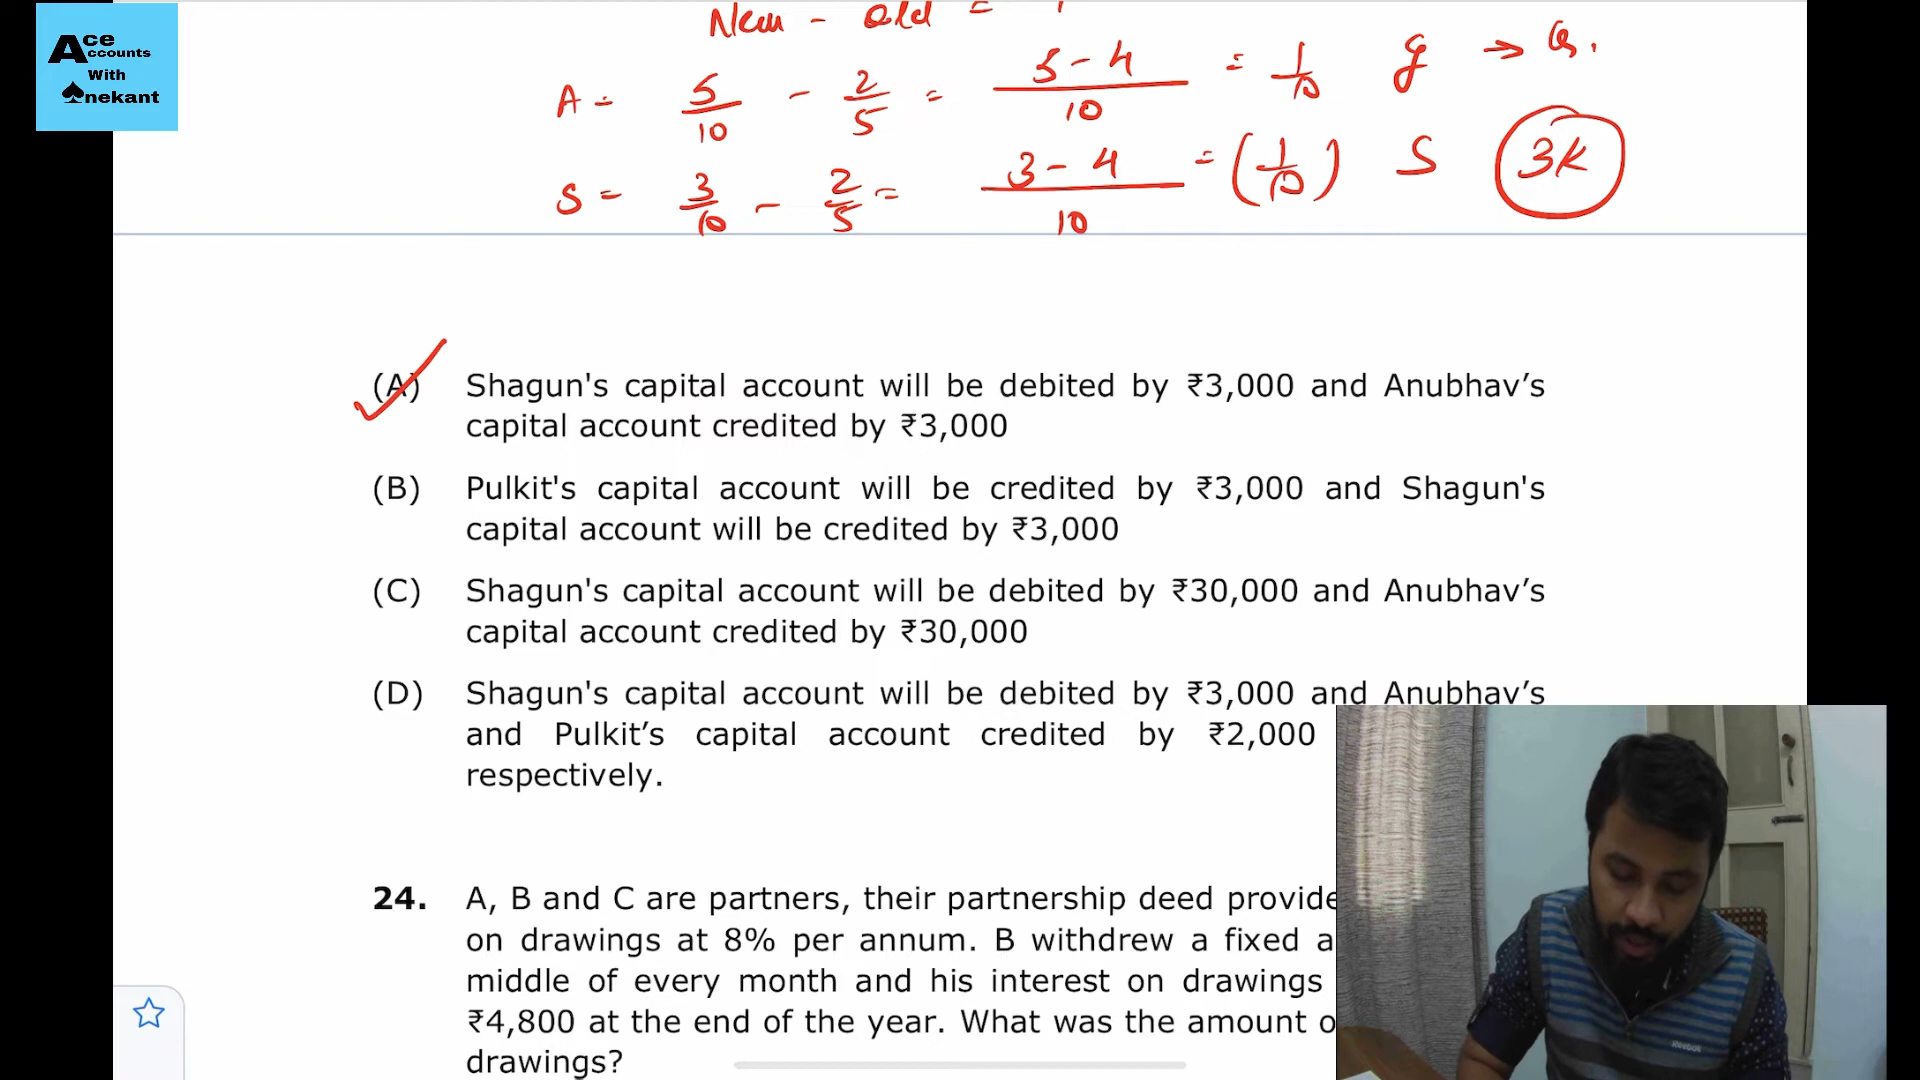 Ace
Accounts
With
Anekant
New - old =
A = 5/10 - 2/5 = 5 - 4/10 = 1/10 g → G.
S = 3/10 - 2/5 = 3 - 4/10 = (1/10) S 3K
(A) Shagun's capital account will be debited by ₹3,000 and Anubhav’s
capital account credited by ₹3,000
(B) Pulkit's capital account will be credited by ₹3,000 and Shagun's
capital account will be credited by ₹3,000
(C) Shagun's capital account will be debited by ₹30,000 and Anubhav’s
capital account credited by ₹30,000
(D) Shagun's capital account will be debited by ₹3,000 and Anubhav’s
and Pulkit’s capital account credited by ₹2,000
respectively.
24. A, B and C are partners, their partnership deed provide
on drawings at 8% per annum. B withdrew a fixed a
middle of every month and his interest on drawings
₹4,800 at the end of the year. What was the amount o
drawings?
Reebok